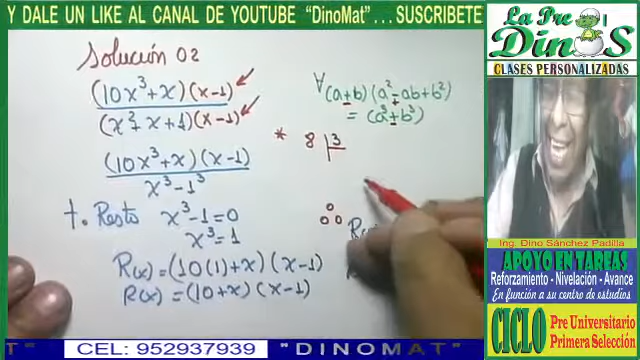 Y DALE UN LIKE AL CANAL DE YOUTUBE "DinoMat"... SUSCRIBETE
La Pre
DinoS
CLASES PERSONALIZADAS
Solución 02
(10x³+x)(x-1)
(x²+x+1)(x-1)
(10x³+x)(x-1)
x³-1³
t. Resto x³-1=0
x³=1
R(x)=(10(1)+x)(x-1)
R(x)=(10+x)(x-1)
∀(a±b)(a²∓ab+b²)
=(a³±b³)
* 8 3
∴
Ing. Dino Sánchez Padilla
APOYO EN TAREAS
Reforzamiento - Nivelación - Avance
En función a su centro de estudios
CICLO Pre Universitario
Primera Selección
CEL: 952937939 "DINOMAT"